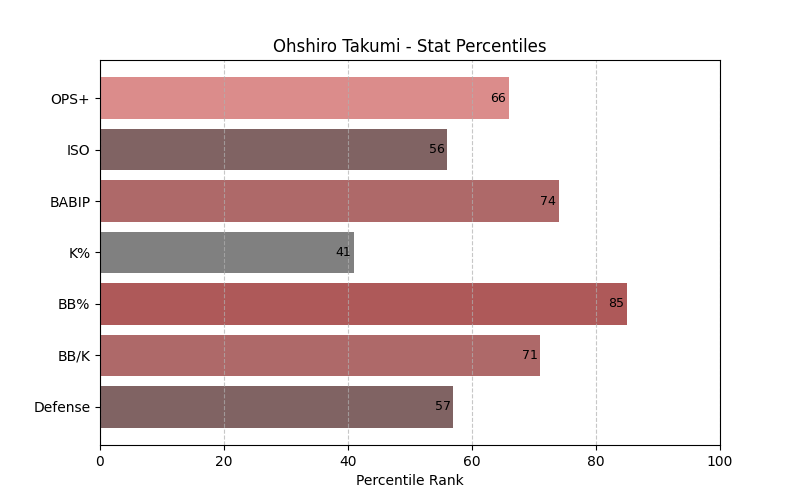 Ohshiro Takumi - Stat Percentiles
OPS+ 66
ISO 56
BABIP 74
K% 41
BB% 85
BB/K 71
Defense 57
0 20 40 60 80 100
Percentile Rank